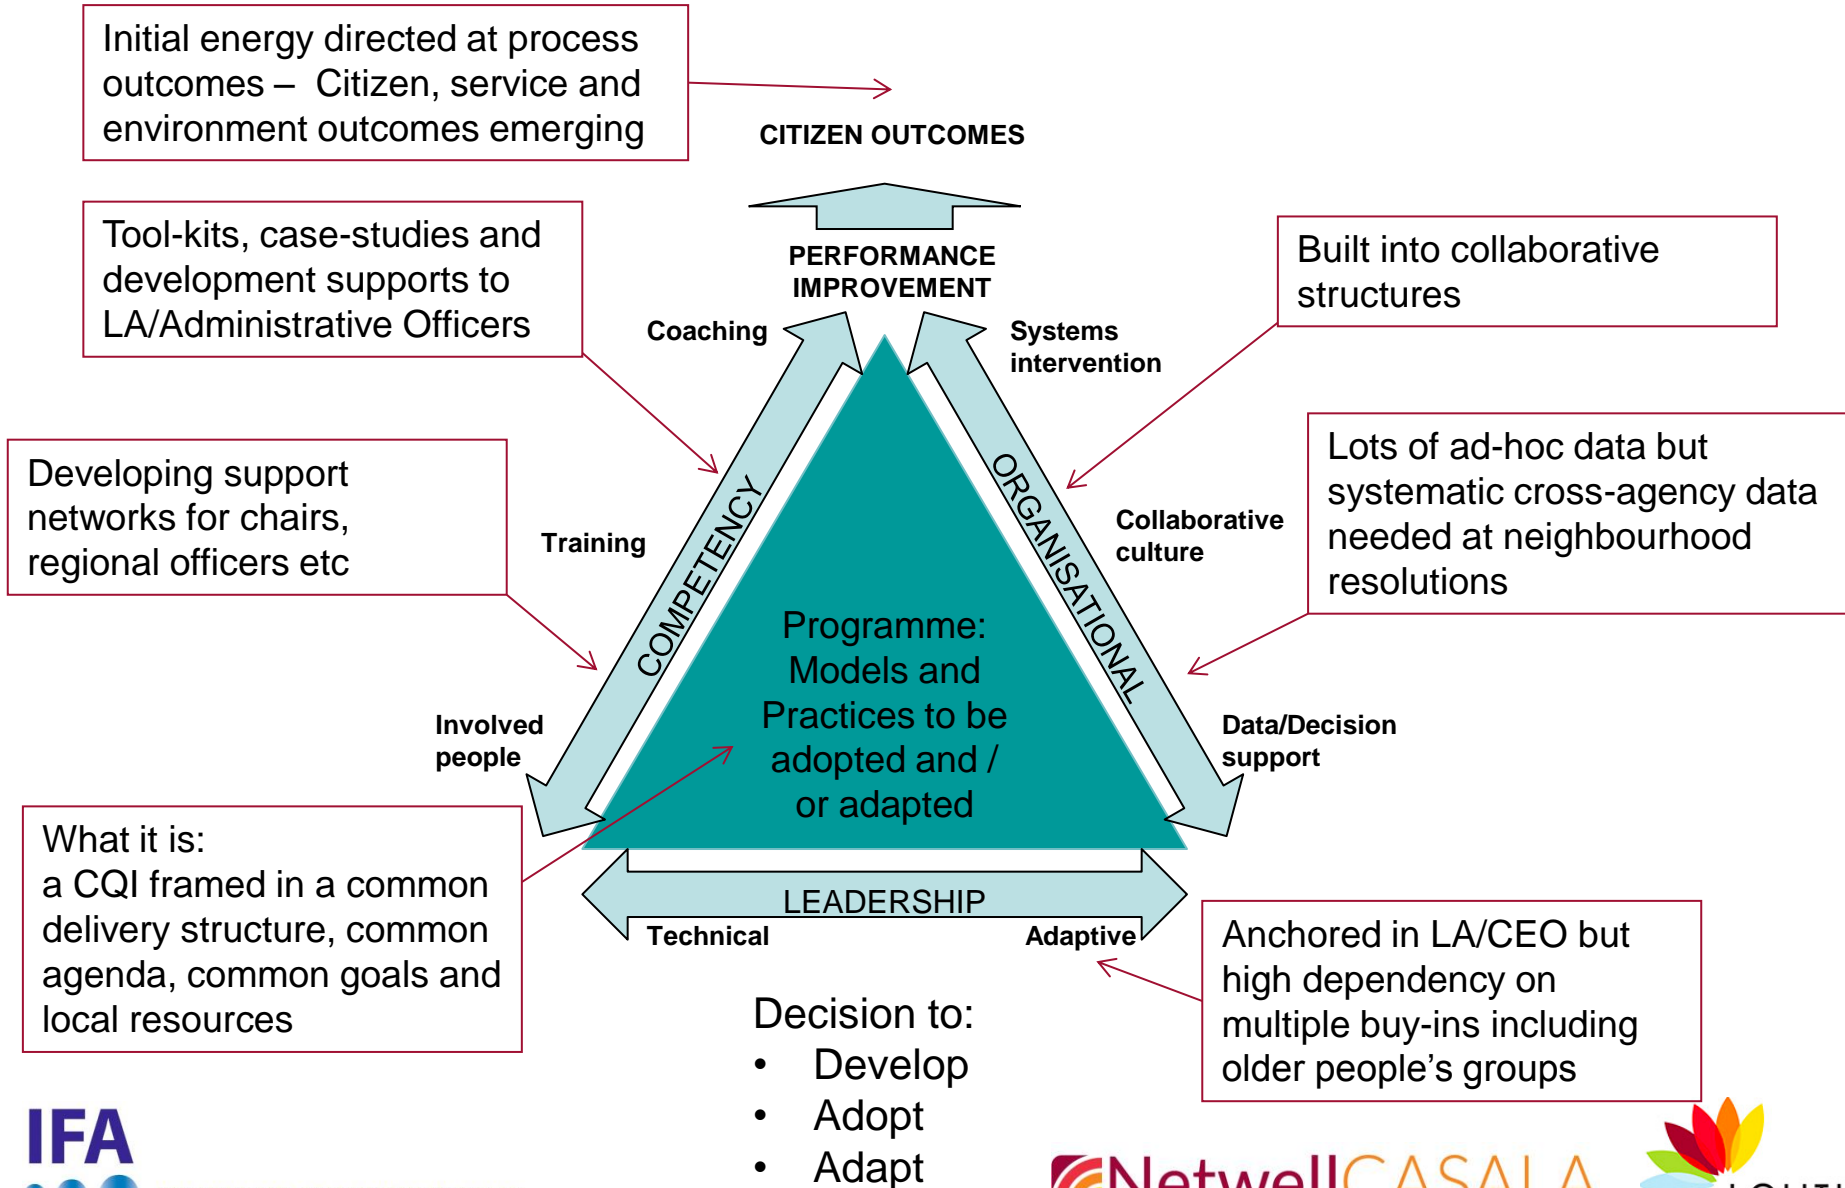 Initial energy directed at process
outcomes – Citizen, service and
environment outcomes emerging
CITIZEN OUTCOMES
Tool-kits, case-studies and
development supports to
LA/Administrative Officers
PERFORMANCE
IMPROVEMENT
Built into collaborative
structures
Coaching
Systems
intervention
Developing support
networks for chairs,
regional officers etc
Training
COMPETENCY
ORGANISATIONAL
Collaborative
culture
Lots of ad-hoc data but
systematic cross-agency data
needed at neighbourhood
resolutions
Programme:
Models and
Practices to be
adopted and /
or adapted
Involved
people
Data/Decision
support
What it is:
a CQI framed in a common
delivery structure, common
agenda, common goals and
local resources
LEADERSHIP
Technical
Adaptive
Anchored in LA/CEO but
high dependency on
multiple buy-ins including
older people’s groups
Decision to:
• Develop
• Adopt
• Adapt
IFA
NetwellCASALA